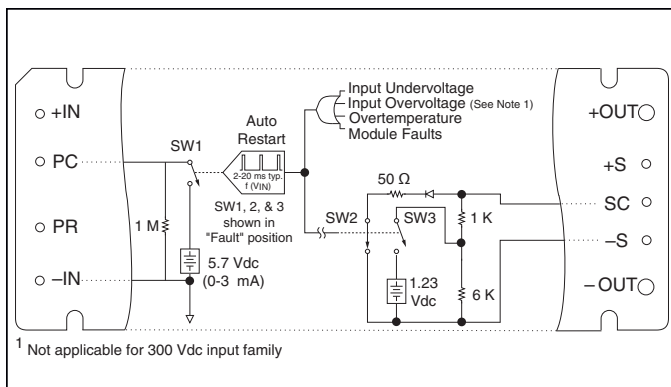 +IN
PC
PR
–IN
1 M
SW1
5.7 Vdc
(0-3 mA)
Auto
Restart
2-20 ms typ.
f (VIN)
SW1, 2, & 3
shown in
"Fault" position
Input Undervoltage
Input Overvoltage (See Note 1)
Overtemperature
Module Faults
50 Ω
SW2
SW3
1 K
1.23
Vdc
6 K
+OUT
+S
SC
–S
–OUT
1 Not applicable for 300 Vdc input family